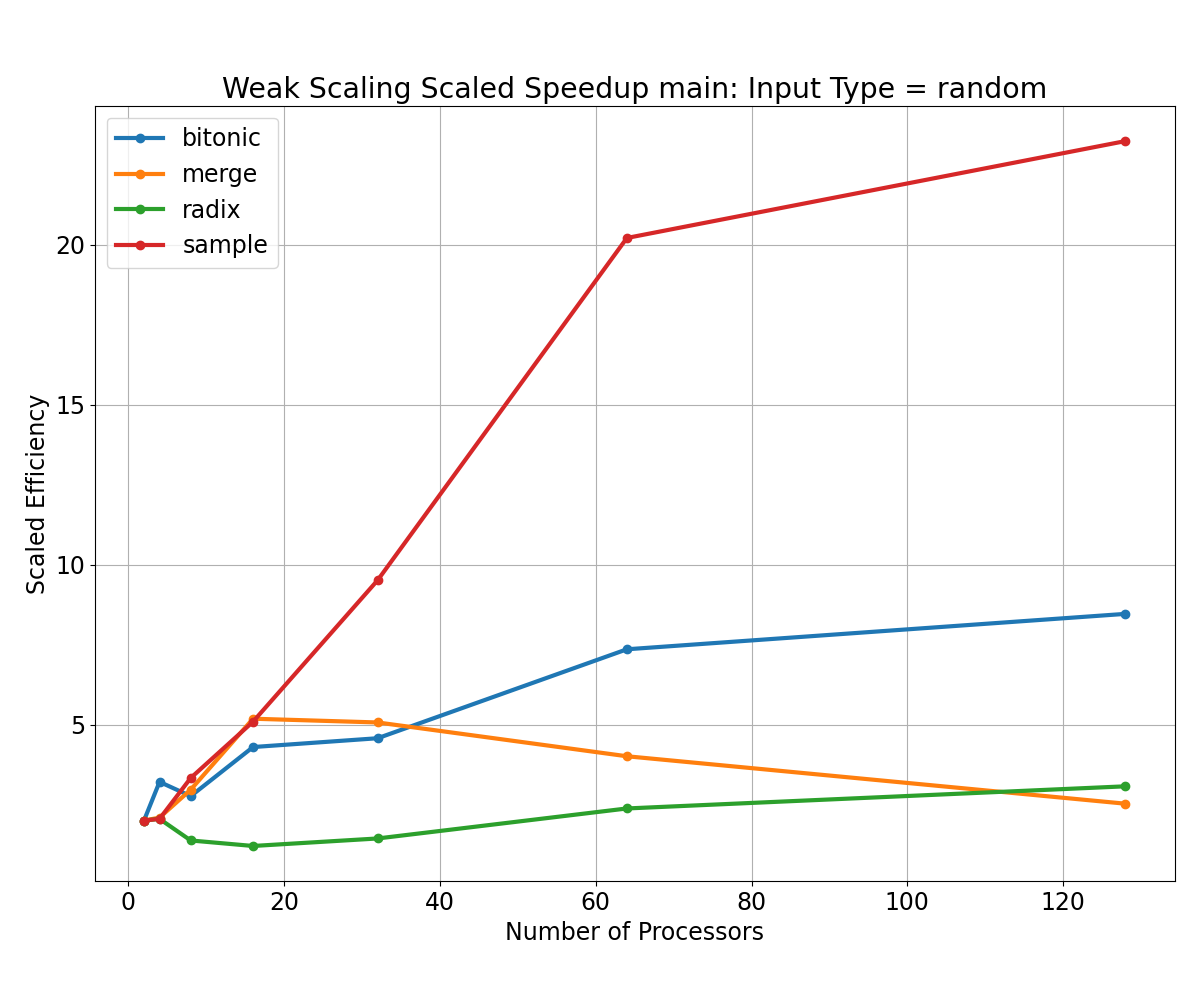 Weak Scaling Scaled Speedup main: Input Type = random
bitonic
merge
radix
sample
Scaled Efficiency
20
15
10
5
0 20 40 60 80 100 120
Number of Processors